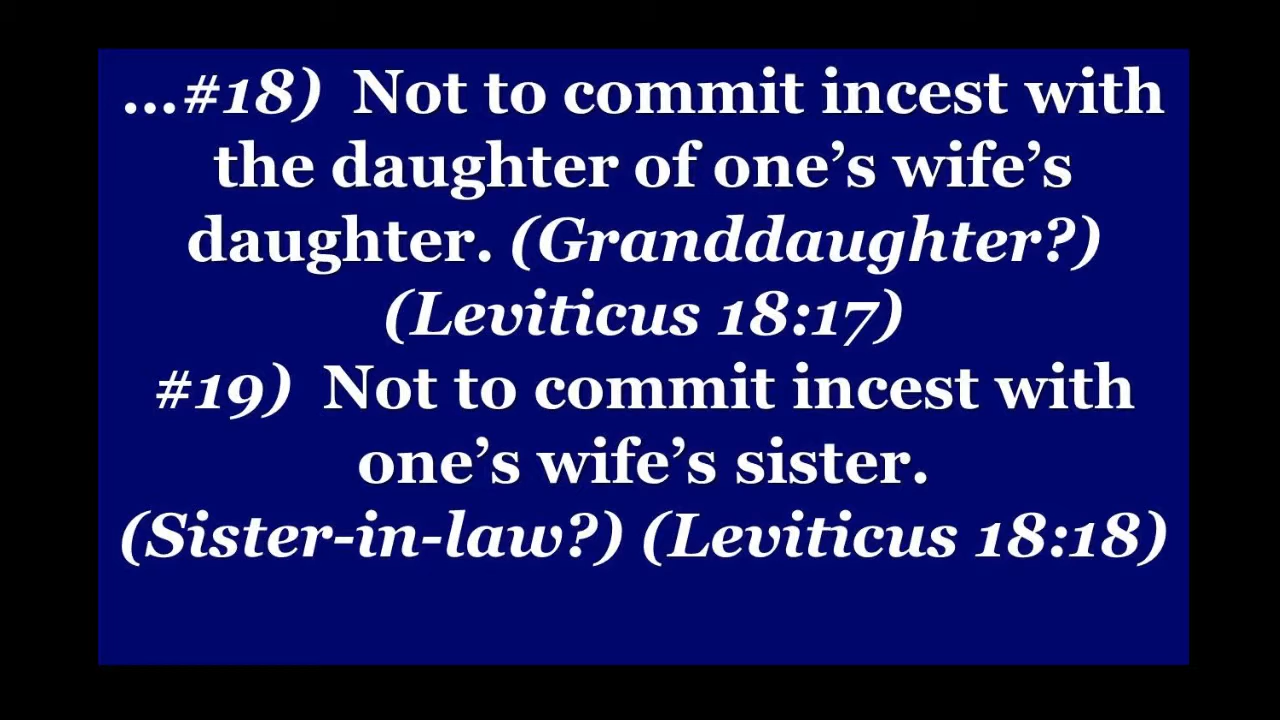 ...#18)  Not to commit incest with
the daughter of one’s wife’s
daughter. (Granddaughter?)
(Leviticus 18:17)
#19)  Not to commit incest with
one’s wife’s sister.
(Sister-in-law?) (Leviticus 18:18)